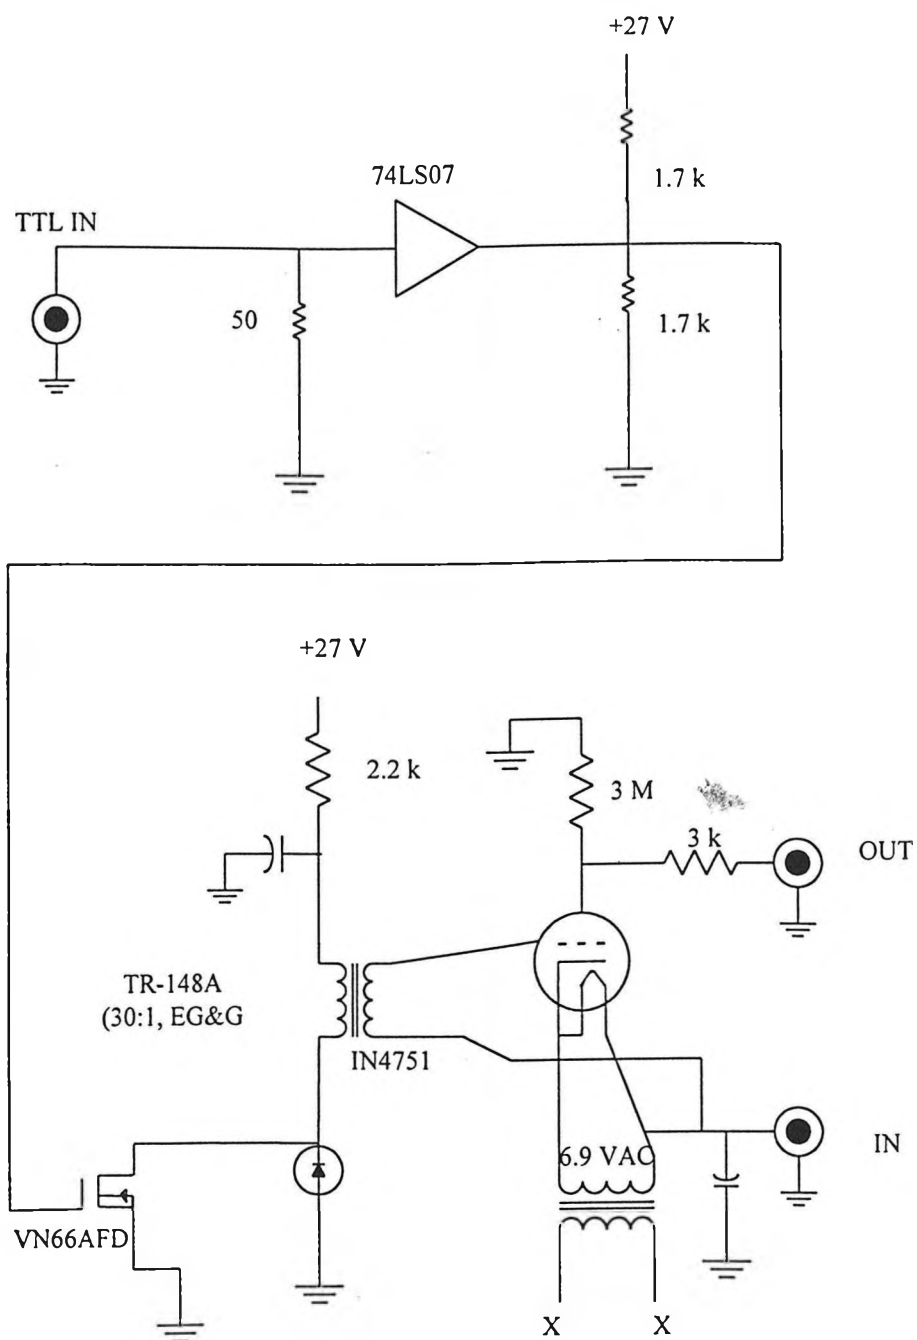 +27 V
1.7 k
74LS07
TTL IN
50
1.7 k
+27 V
2.2 k
3 M
3 k
OUT
TR-148A
(30:1, EG&G
IN4751
IN
6.9 VAC
VN66AFD
X X